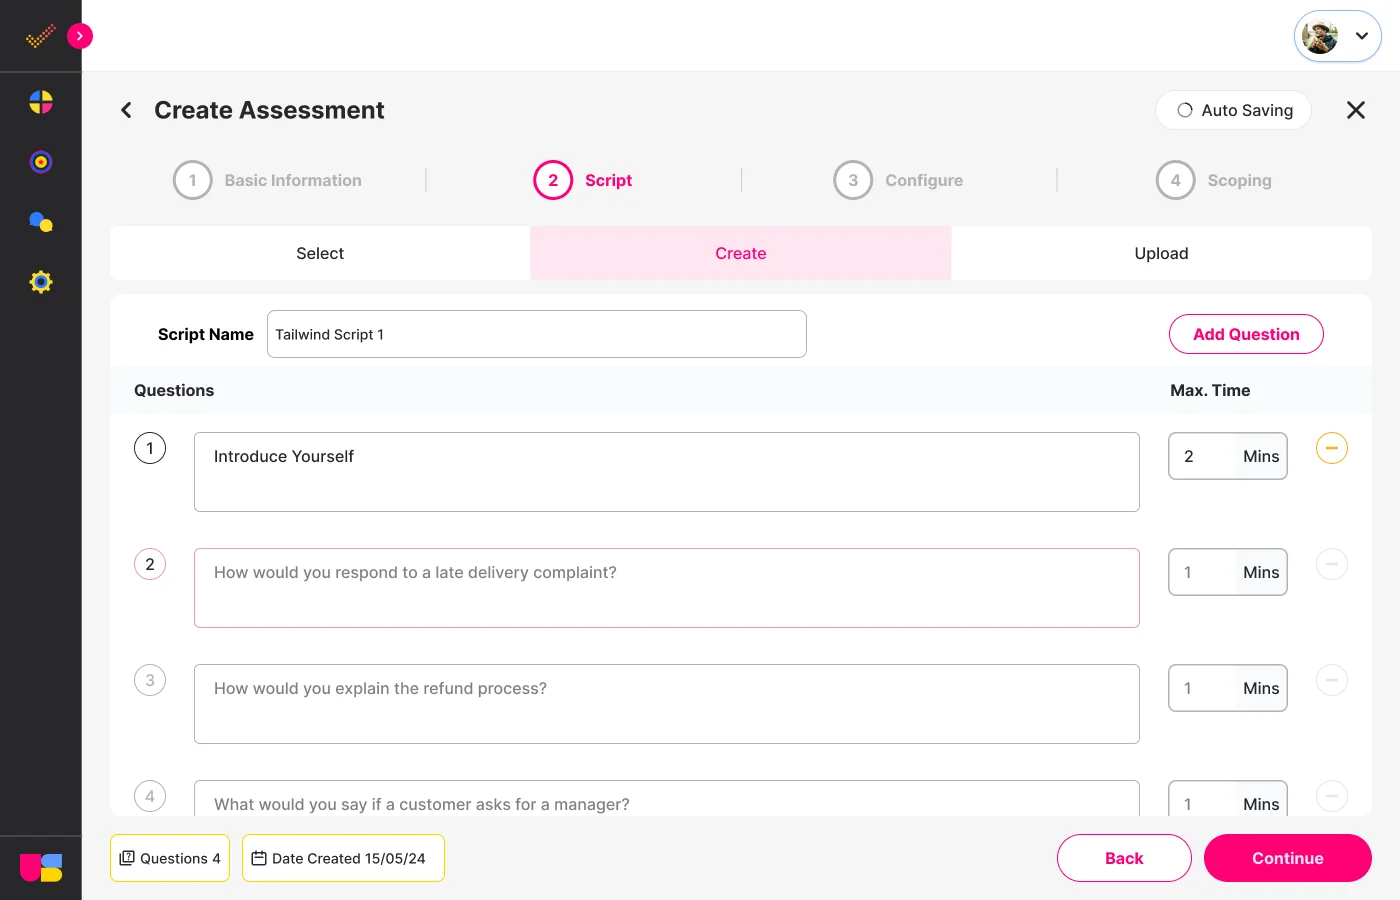 Create Assessment
Auto Saving
1 Basic Information
2 Script
3 Configure
4 Scoping
Select
Create
Upload
Script Name
Tailwind Script 1
Add Question
Questions
Max. Time
1
Introduce Yourself
2 Mins
2
How would you respond to a late delivery complaint?
1 Mins
3
How would you explain the refund process?
1 Mins
4
What would you say if a customer asks for a manager?
1 Mins
Questions 4
Date Created 15/05/24
Back
Continue